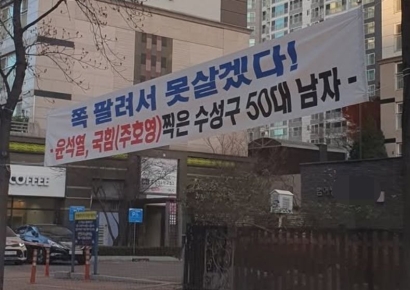 쪽 팔려서 못살겠다!
- 윤석열, 국힘(주호영)찍은 수성구 50대 남자 -
COFFEE